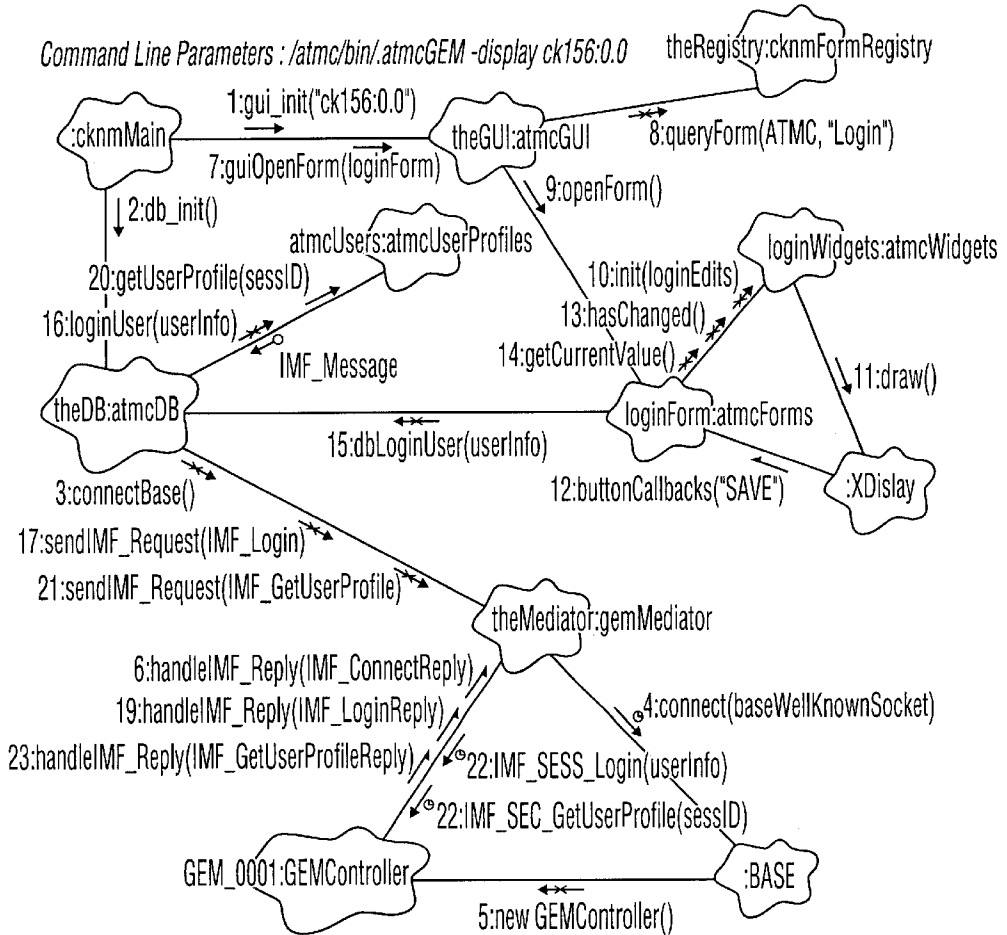 Command Line Parameters : /atmc/bin/.atmcGEM -display ck156:0.0
theRegistry:cknmFormRegistry
1:gui_init("ck156:0.0")
:cknmMain
theGUI:atmcGUI
8:queryForm(ATMC, "Login")
7:guiOpenForm(loginForm)
9:openForm()
2:db_init()
atmcUsers:atmcUserProfiles
loginWidgets:atmcWidgets
20:getUserProfile(sessID)
10:init(loginEdits)
16:loginUser(userInfo)
13:hasChanged()
14:getCurrentValue()
IMF_Message
11:draw()
theDB:atmcDB
loginForm:atmcForms
15:dbLoginUser(userInfo)
12:buttonCallbacks("SAVE")
:XDislay
3:connectBase()
17:sendIMF_Request(IMF_Login)
21:sendIMF_Request(IMF_GetUserProfile)
theMediator:gemMediator
6:handleIMF_Reply(IMF_ConnectReply)
4:connect(baseWellKnownSocket)
19:handleIMF_Reply(IMF_LoginReply)
23:handleIMF_Reply(IMF_GetUserProfileReply)
22:IMF_SESS_Login(userInfo)
22:IMF_SEC_GetUserProfile(sessID)
GEM_0001:GEMController
:BASE
5:new GEMController()